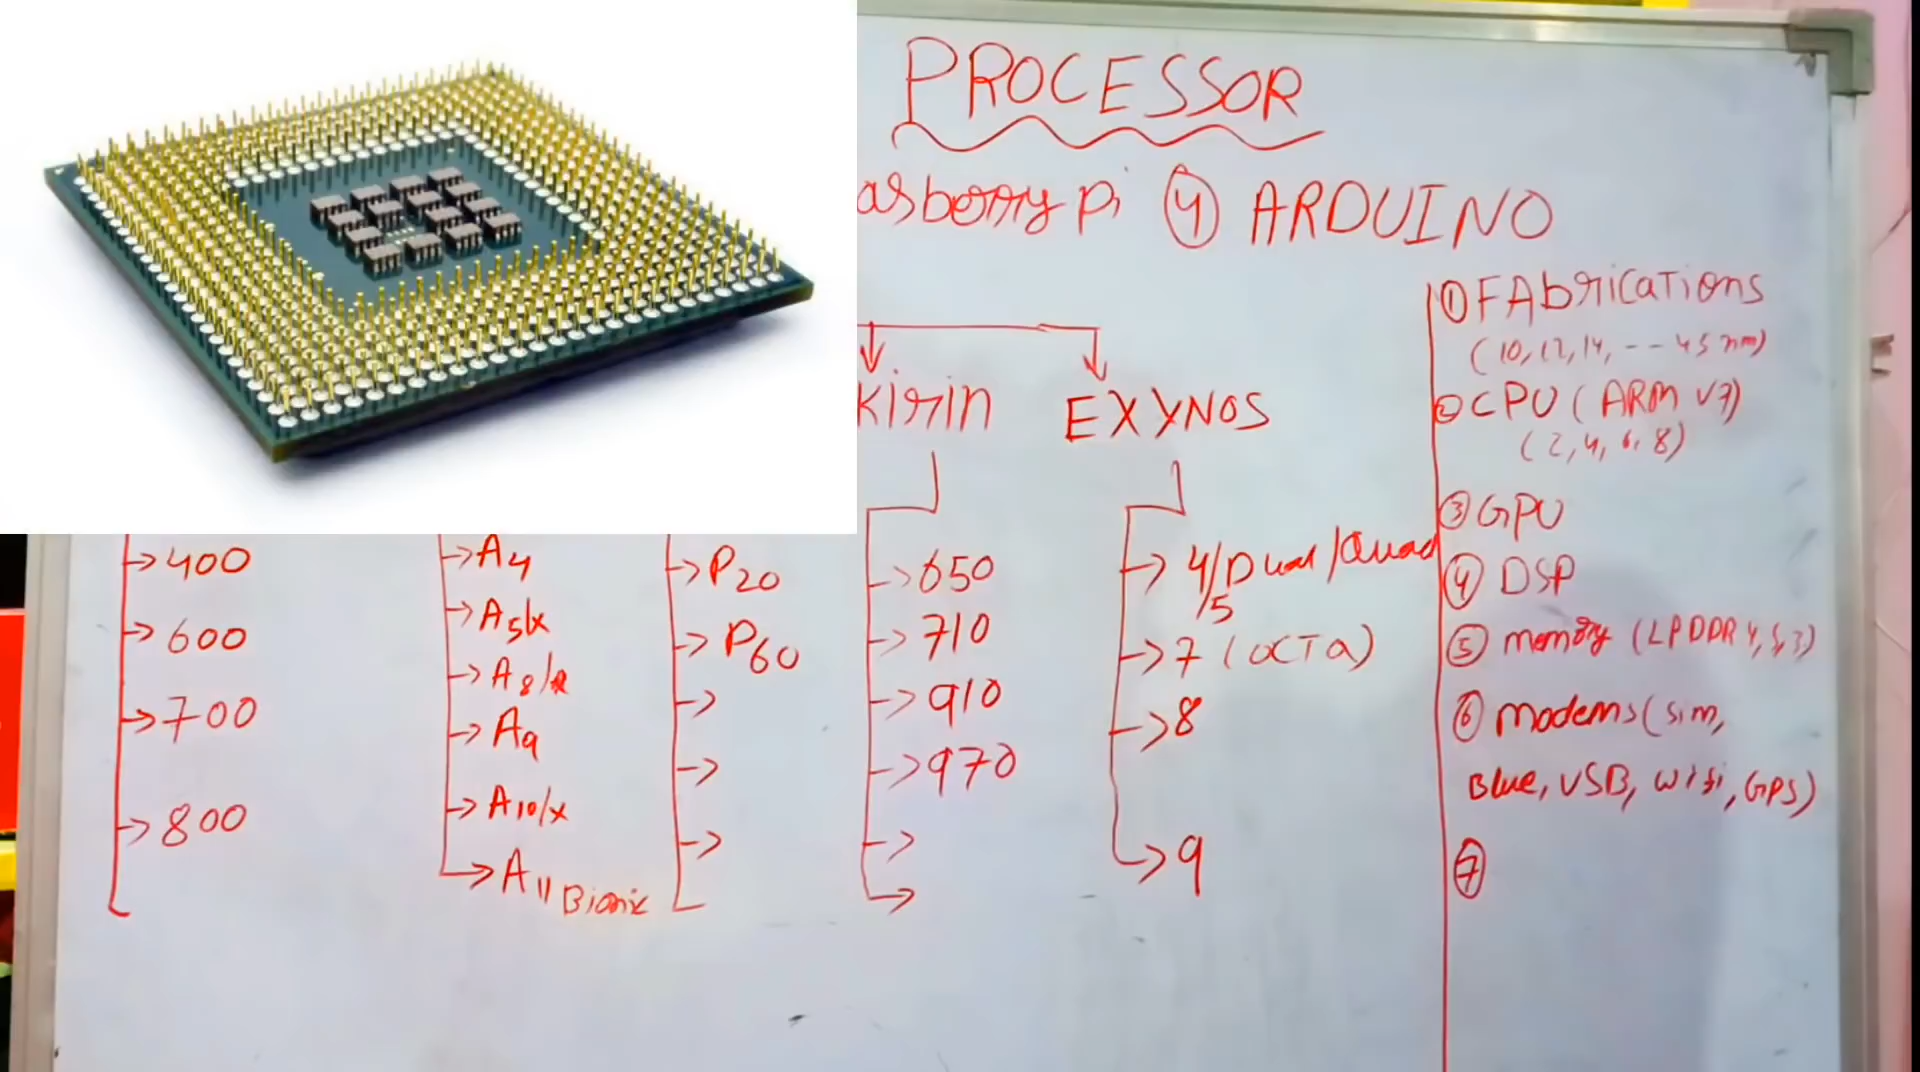 PROCESSOR
asberry pi ④ ARDUINO
kirin
EXYNOS
400
600
700
800
A4
A5/x
A8/x
A9
A10/x
A11 Bionic
P20
P60
650
710
910
970
4/Dual/Quad
5
7 (OCTa)
8
9
① FAbrications
(10, 12, 14, -- 45 nm)
② CPU (ARM V7)
(2, 4, 6, 8)
③ GPU
④ DSP
⑤ memory (LPDDR 4, 5, 3)
⑥ modems (sim,
Blue, USB, wifi, GPS)
⑦